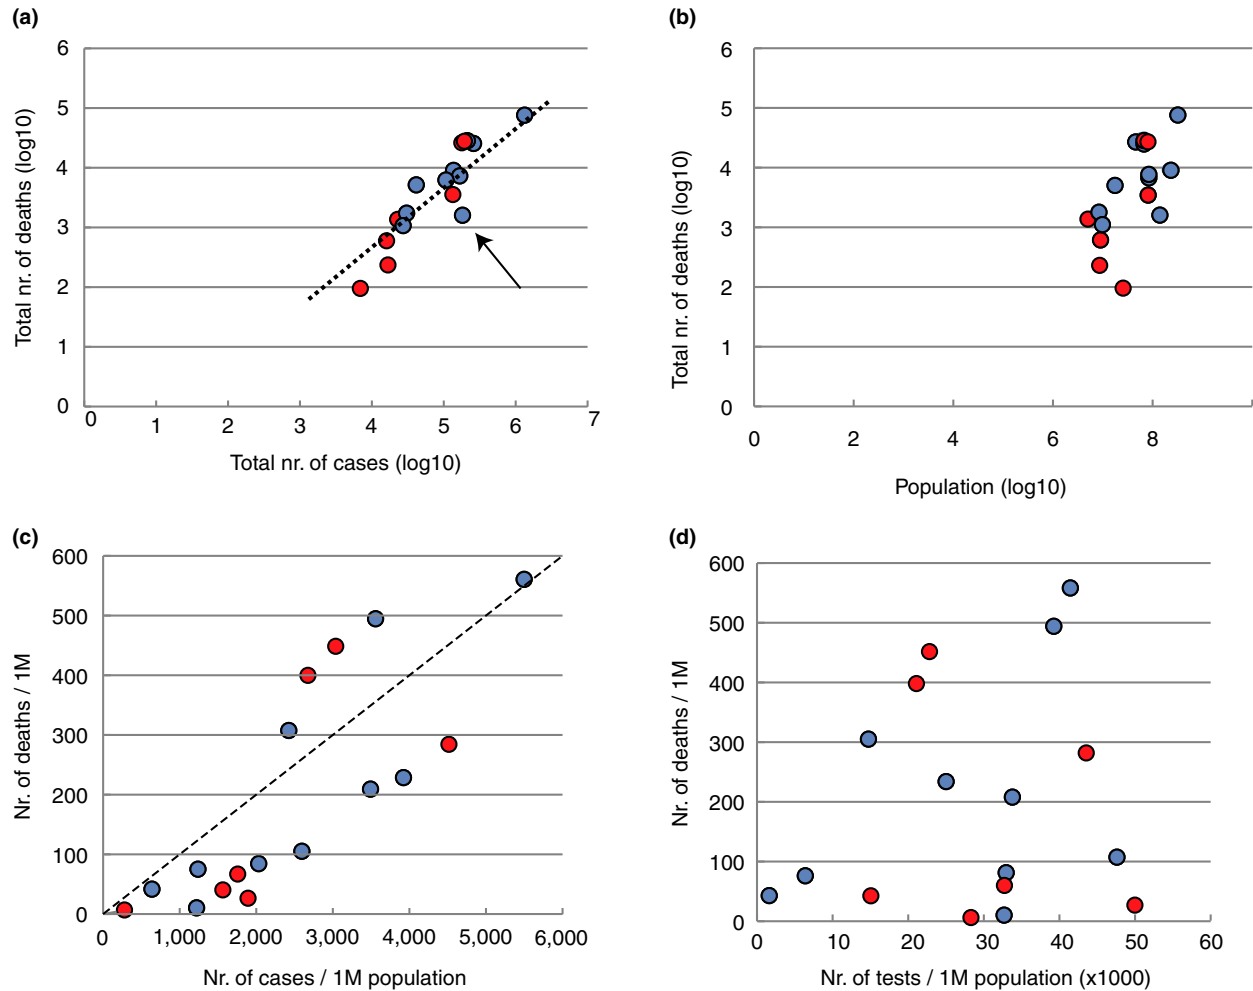 (a)
6
5
4
3
2
1
0
Total nr. of deaths (log10)
0 1 2 3 4 5 6 7
Total nr. of cases (log10)
(b)
6
5
4
3
2
1
0
Total nr. of deaths (log10)
0 2 4 6 8
Population (log10)
(c)
600
500
400
300
200
100
0
Nr. of deaths / 1M
0 1,000 2,000 3,000 4,000 5,000 6,000
Nr. of cases / 1M population
(d)
600
500
400
300
200
100
0
Nr. of deaths / 1M
0 10 20 30 40 50 60
Nr. of tests / 1M population (x1000)